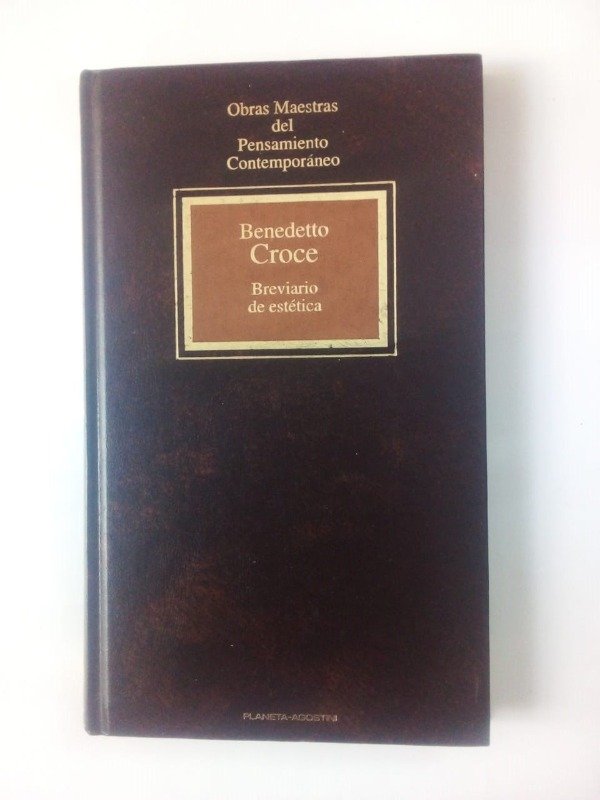 Obras Maestras
del
Pensamiento
Contemporáneo
Benedetto
Croce
Breviario
de estética
PLANETA-AGOSTINI